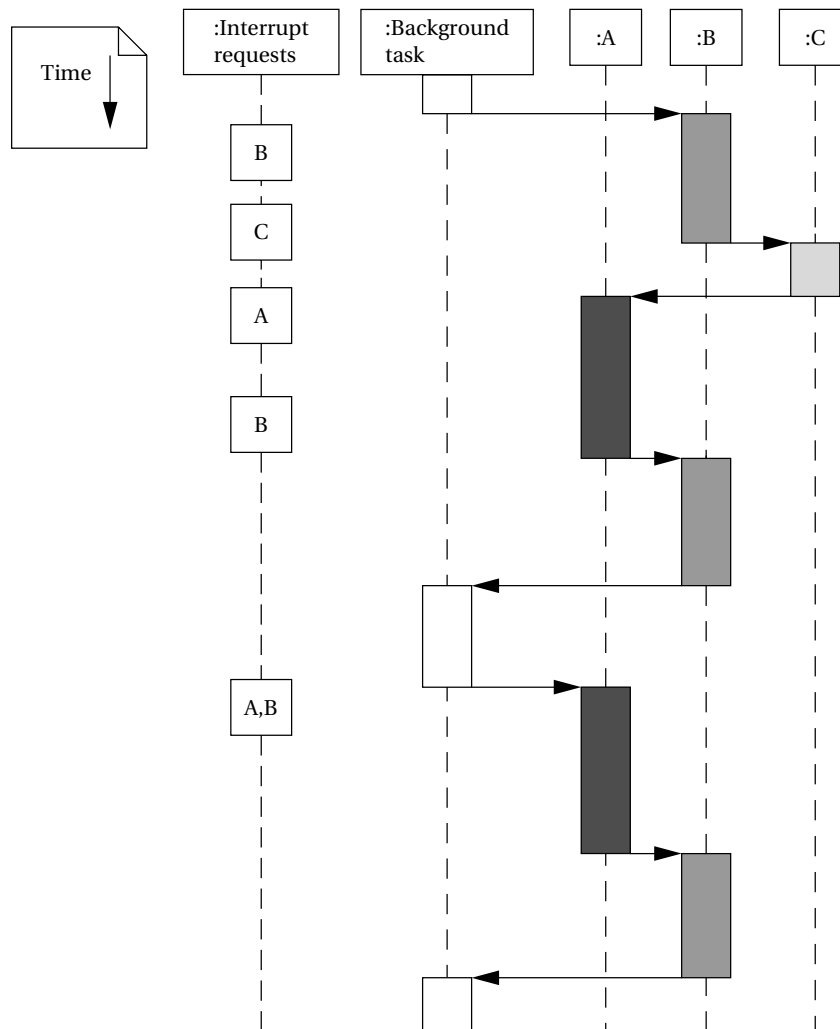 Time
:Interrupt
requests
:Background
task
:A
:B
:C
B
C
A
B
A,B